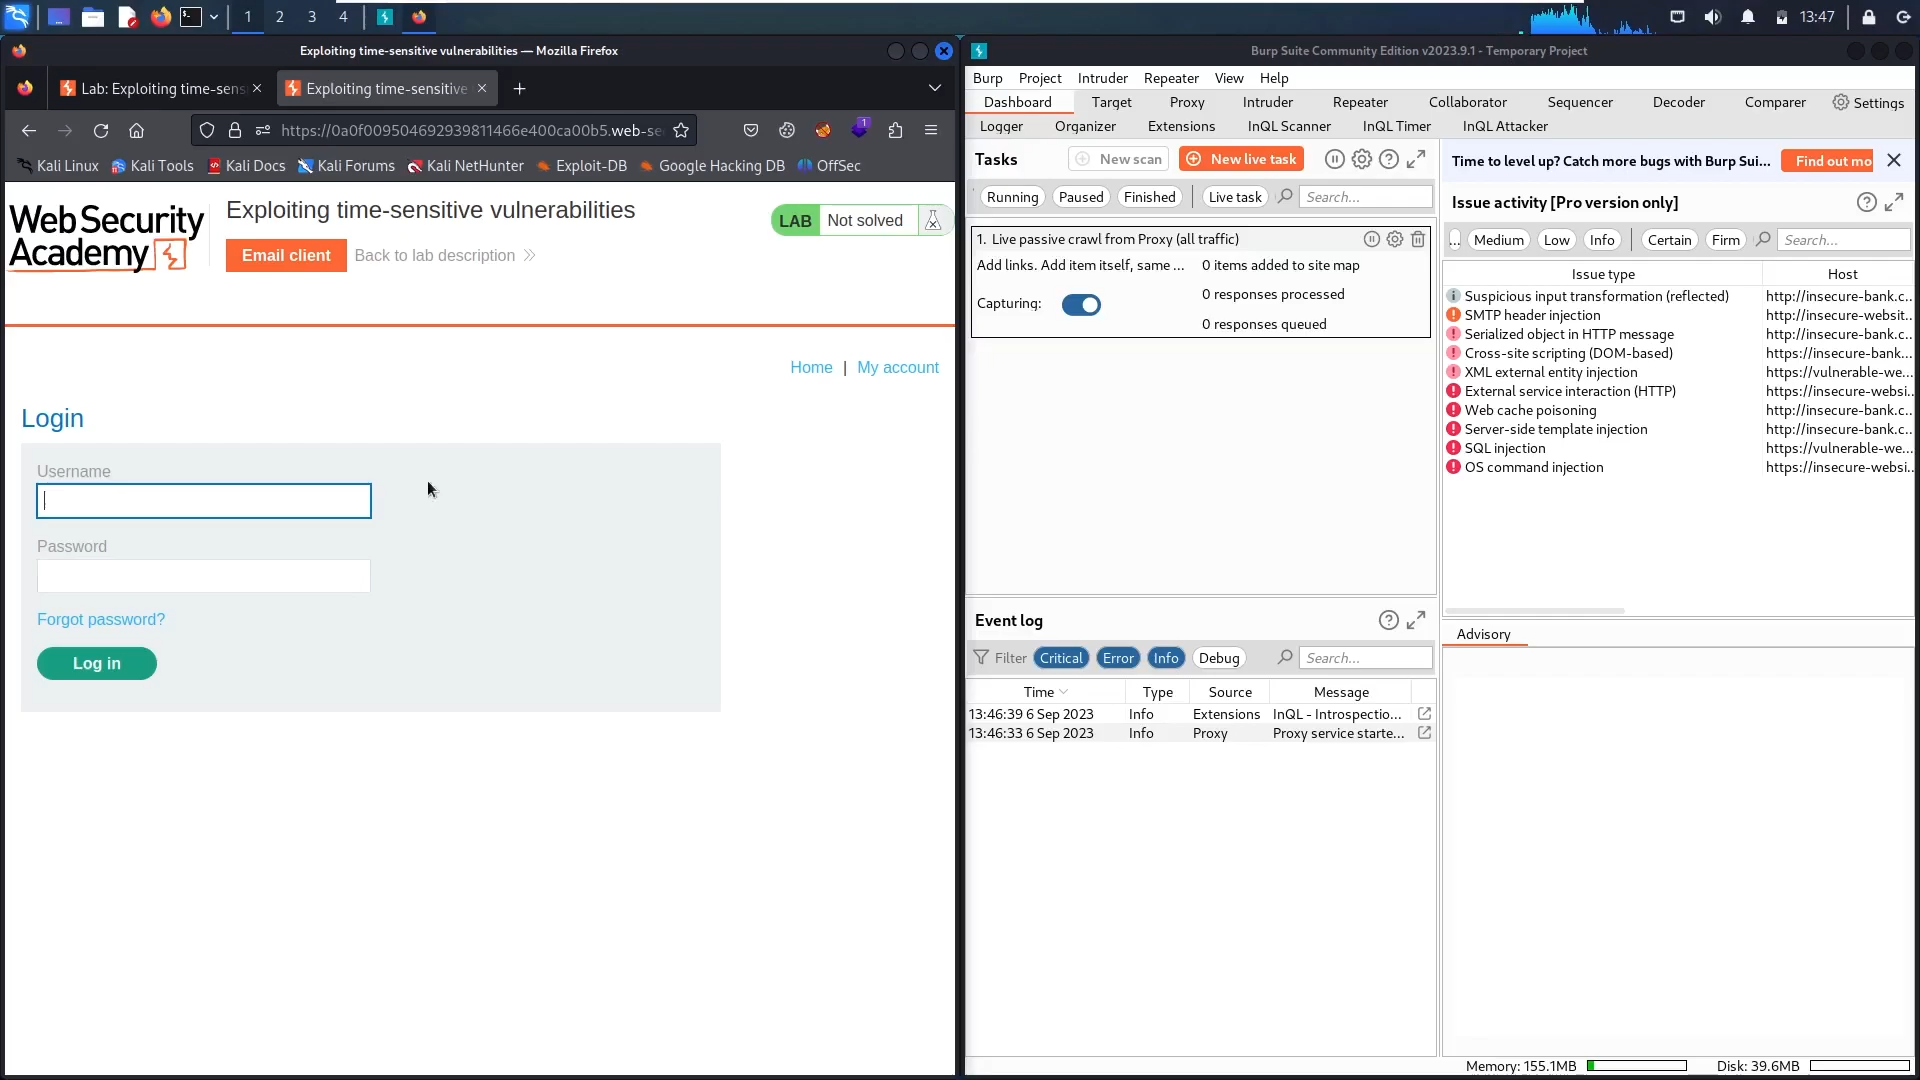 1 2 3 4 13:47
Exploiting time-sensitive vulnerabilities — Mozilla Firefox
Lab: Exploiting time-sens
Exploiting time-sensitive
https://0a0f009504692939811466e400ca00b5.web-se
1
Kali Linux Kali Tools Kali Docs Kali Forums Kali NetHunter Exploit-DB Google Hacking DB OffSec
Web Security
Academy
Exploiting time-sensitive vulnerabilities
Email client
Back to lab description
LAB Not solved
Home | My account
Login
Username
Password
Forgot password?
Log in
Burp Suite Community Edition v2023.9.1 - Temporary Project
Burp Project Intruder Repeater View Help
Dashboard Target Proxy Intruder Repeater Collaborator Sequencer Decoder Comparer Settings
Logger Organizer Extensions InQL Scanner InQL Timer InQL Attacker
Tasks
New scan
New live task
Running Paused Finished Live task Search...
1. Live passive crawl from Proxy (all traffic)
Add links. Add item itself, same ... 0 items added to site map
Capturing: 0 responses processed
0 responses queued
Event log
Filter Critical Error Info Debug Search...
Time Type Source Message
13:46:39 6 Sep 2023 Info Extensions InQL - Introspectio...
13:46:33 6 Sep 2023 Info Proxy Proxy service starte...
Time to level up? Catch more bugs with Burp Sui...
Find out mo
Issue activity [Pro version only]
... Medium Low Info Certain Firm Search...
Issue type Host
Suspicious input transformation (reflected) http://insecure-bank.c...
SMTP header injection http://insecure-websit...
Serialized object in HTTP message http://insecure-bank.c...
Cross-site scripting (DOM-based) https://insecure-bank...
XML external entity injection https://vulnerable-we...
External service interaction (HTTP) https://insecure-websi...
Web cache poisoning http://insecure-bank.c...
Server-side template injection http://insecure-bank.c...
SQL injection https://vulnerable-we...
OS command injection https://insecure-websi...
Advisory
Memory: 155.1MB Disk: 39.6MB